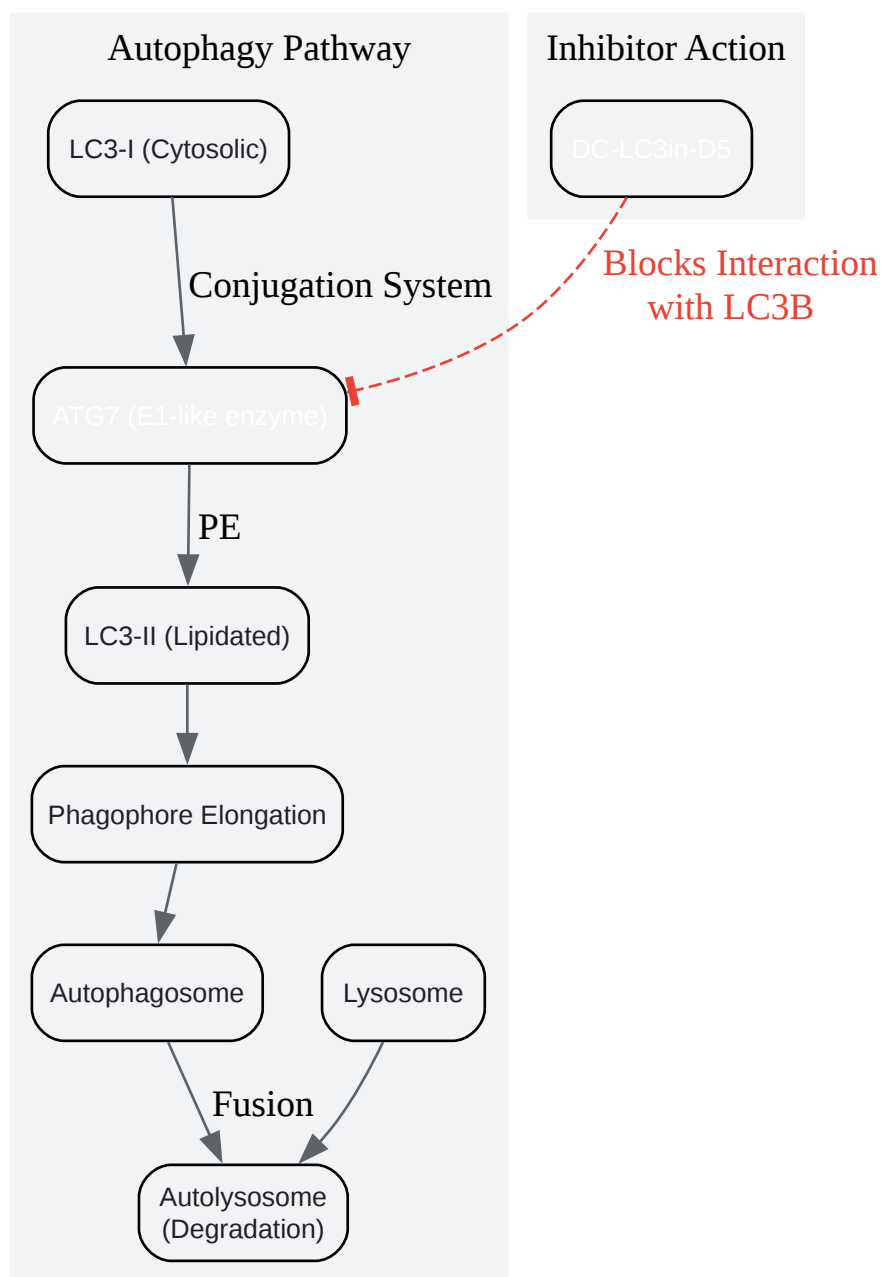 Autophagy Pathway
Inhibitor Action
LC3-I (Cytosolic)
DC-LC3in-D5
Blocks Interaction
with LC3B
Conjugation System
ATG7 (E1-like enzyme)
PE
LC3-II (Lipidated)
Phagophore Elongation
Autophagosome
Lysosome
Fusion
Autolysosome
(Degradation)